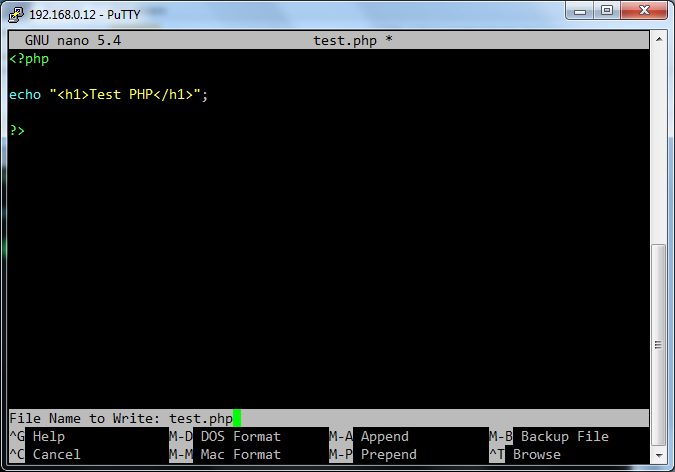 192.168.0.12 - PuTTY
GNU nano 5.4 test.php *
<?php
echo "<h1>Test PHP</h1>";
?>
File Name to Write: test.php
^G Help M-D DOS Format M-A Append M-B Backup File
^C Cancel M-M Mac Format M-P Prepend ^T Browse